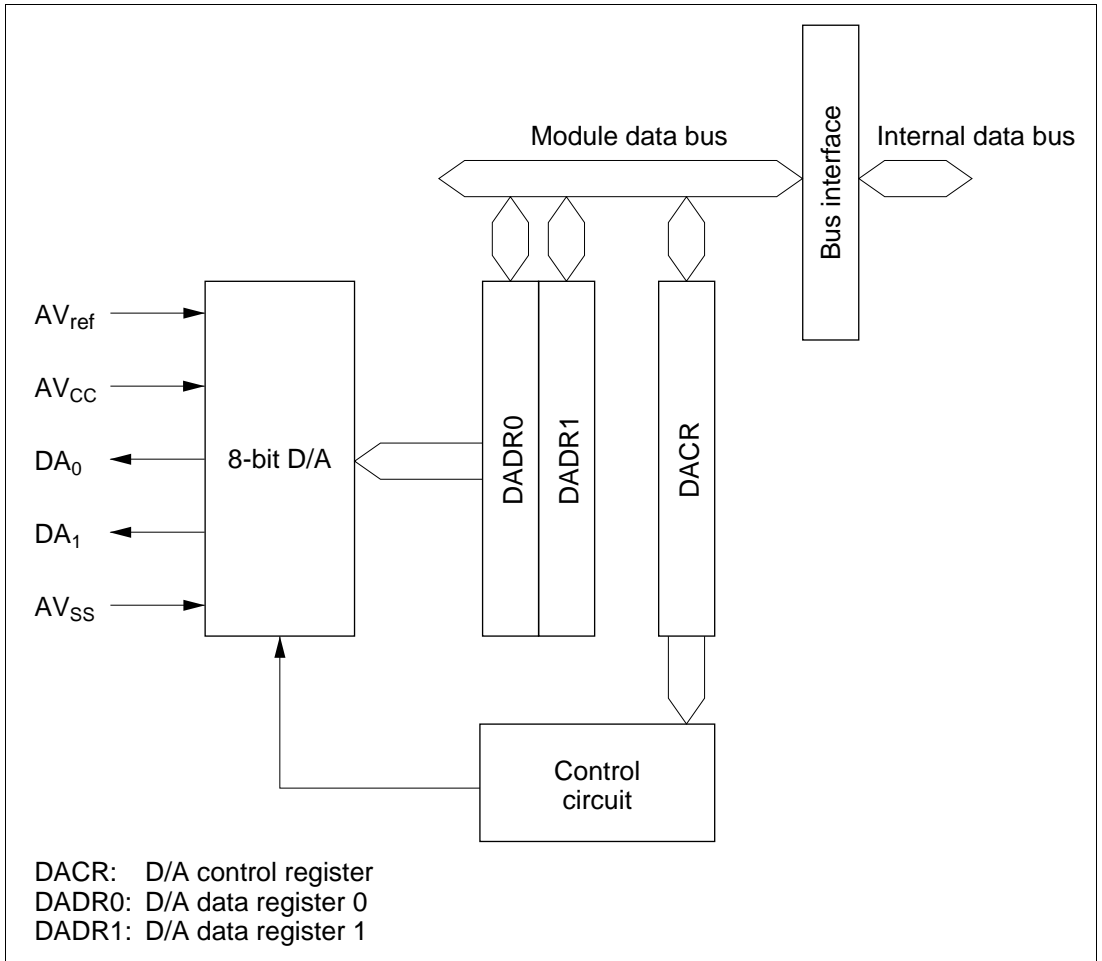 Module data bus
Internal data bus
Bus interface
AVref
AVCC
DA0
DA1
AVSS
8-bit D/A
DADR0
DADR1
DACR
Control
circuit
DACR: D/A control register
DADR0: D/A data register 0
DADR1: D/A data register 1